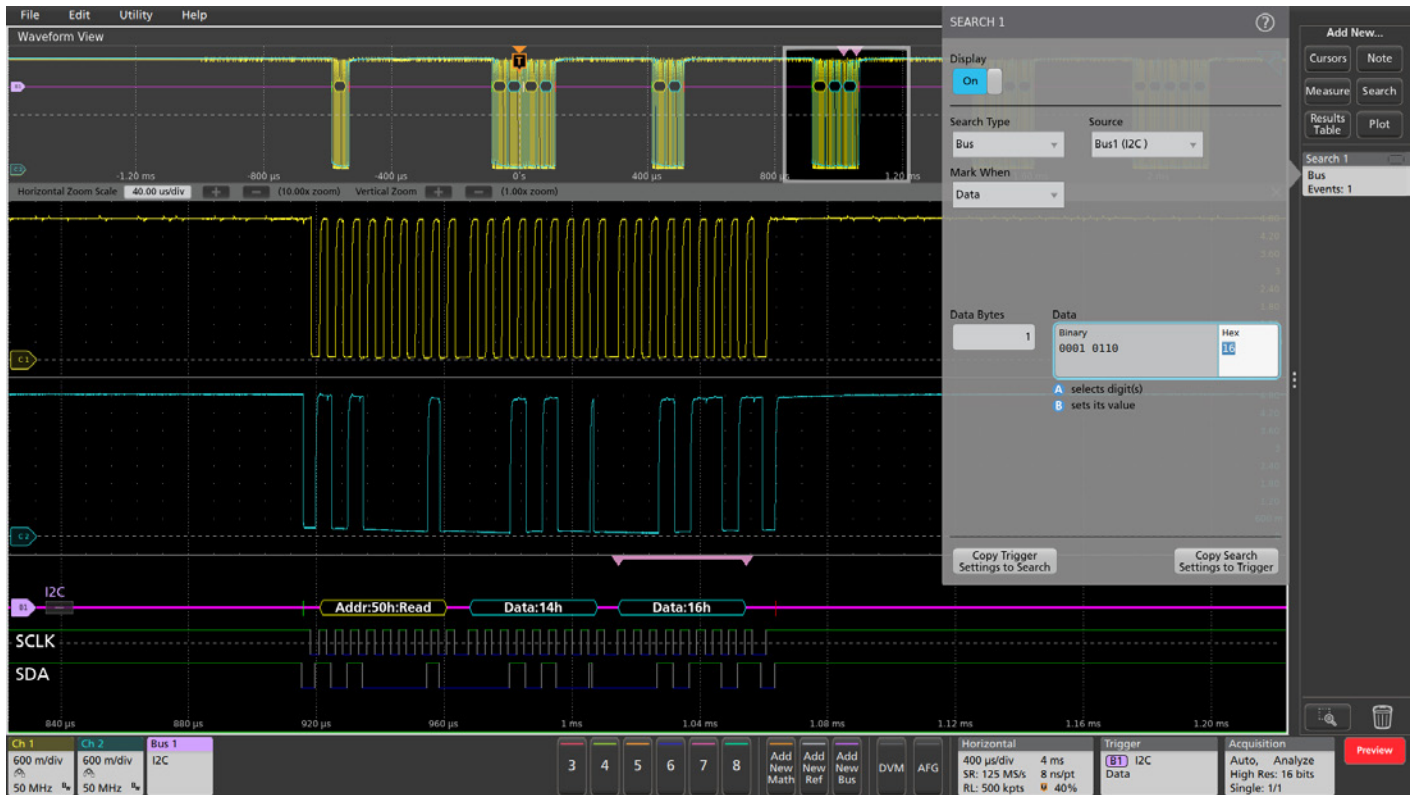 File Edit Utility Help
Waveform View
-1.20 ms -800 µs -400 µs 0 s 400 µs 800 µs 1.20 ms
Horizontal Zoom Scale 40.00 us/div + — (10.00x zoom) Vertical Zoom + — (1.00x zoom)
T
B1
C 1
C 2
I2C
B1
Addr:50h:Read Data:14h Data:16h
SCLK
SDA
840 µs 880 µs 920 µs 960 µs 1 ms 1.04 ms 1.08 ms 1.12 ms 1.16 ms 1.20 ms
SEARCH 1 ?
Display
On
Search Type Source
Bus Bus1 (I2C )
Mark When
Data
Data Bytes Data
1
Binary Hex
0001 0110 16
A selects digit(s)
B sets its value
Copy Trigger Settings to Search
Copy Search Settings to Trigger
Add New...
Cursors Note
Measure Search
Results Table Plot
Search 1
Bus
Events: 1
Ch 1
600 m/div
50 MHz
Ch 2
600 m/div
50 MHz
Bus 1
I2C
3 4 5 6 7 8
Add New Math
Add New Ref
Add New Bus
DVM
AFG
Horizontal
400 µs/div 4 ms
SR: 125 MS/s 8 ns/pt
RL: 500 kpts 40%
Trigger
B1 I2C
Data
Acquisition
Auto, Analyze
High Res: 16 bits
Single: 1/1
Preview